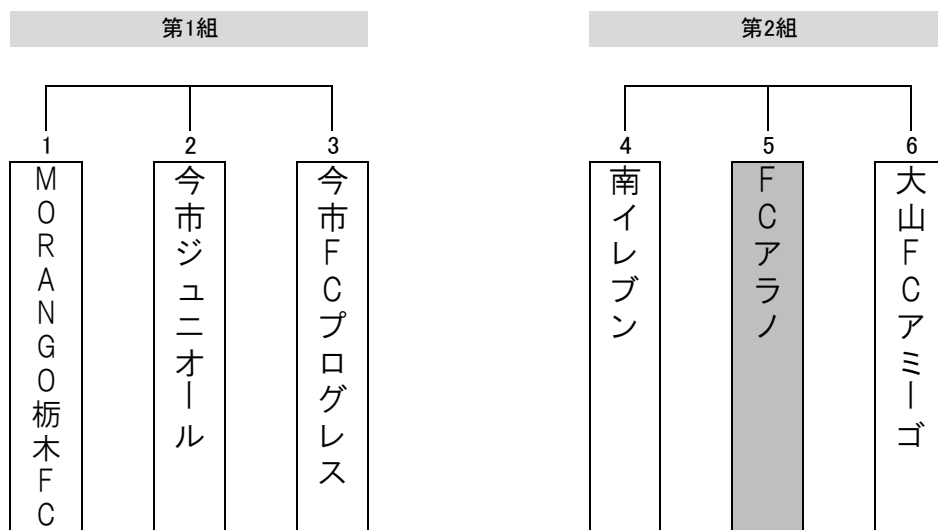 第1組
第2組
1
2
3
4
5
6
MORANGO栃木FC
今市ジュニオール
今市FCプログレス
南イレブン
FCアラノ
大山FCアミーゴ